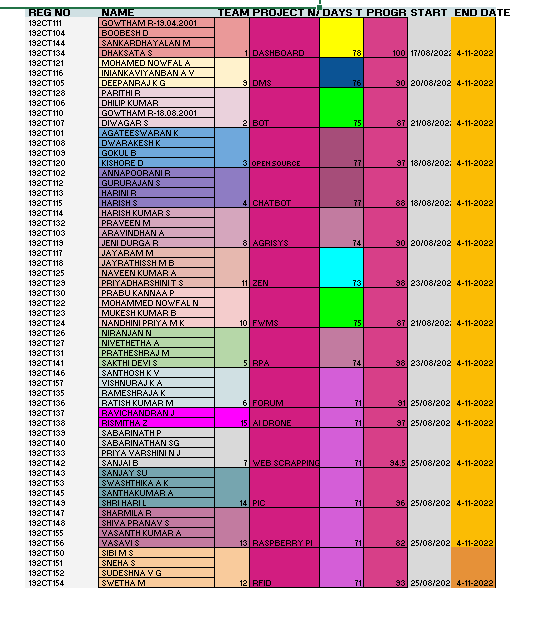 REG NO NAME TEAM PROJECT NA DAYS T PROGR START END DATE
192CT111 GOWTHAM R-19.04.2001
192CT104 BOOBESH D
192CT144 SANKARDHAYALAN M
192CT134 DHAKSATA S 1 DASHBOARD 78 100 17/08/202 4-11-2022
192CT121 MOHAMED NOWFAL A
192CT116 INIANKAVIYANBAN A V
192CT105 DEEPANRAJ K G 9 DMS 76 90 20/08/202 4-11-2022
192CT128 PARITHI R
192CT106 DHILIP KUMAR
192CT110 GOWTHAM R-18.08.2001
192CT107 DIWAGAR S 2 BOT 75 87 21/08/202 4-11-2022
192CT101 AGATEESWARAN K
192CT108 DWARAKESH K
192CT109 GOKUL B
192CT120 KISHORE D 3 OPEN SOURCE 77 97 18/08/202 4-11-2022
192CT102 ANNAPOORANI R
192CT112 GURURAJAN S
192CT113 HARINI R
192CT115 HARISH S 4 CHATBOT 77 88 18/08/202 4-11-2022
192CT114 HARISH KUMAR S
192CT132 PRAVEEN M
192CT103 ARAVINDHAN A
192CT119 JENI DURGA R 8 AGRISYS 74 90 20/08/202 4-11-2022
192CT117 JAYARAM M
192CT118 JAYRATHISSH M B
192CT125 NAVEEN KUMAR A
192CT129 PRIYADHARSHINI T S 11 ZEN 73 98 23/08/202 4-11-2022
192CT130 PRABU KANNAA P
192CT122 MOHAMMED NOWFAL N
192CT123 MUKESH KUMAR B
192CT124 NANDHINI PRIYA M K 10 FWMS 75 87 21/08/202 4-11-2022
192CT126 NIRANJAN N
192CT127 NIVETHETHA A
192CT131 PRATHESHRAJ M
192CT141 SAKTHI DEVI S 5 RPA 74 98 23/08/202 4-11-2022
192CT146 SANTHOSH K V
192CT157 VISHNURAJ K A
192CT135 RAMESHRAJA K
192CT136 RATISH KUMAR M 6 FORUM 71 91 25/08/202 4-11-2022
192CT137 RAVICHANDRAN J
192CT138 RISMITHA Z 15 AI DRONE 71 97 25/08/202 4-11-2022
192CT139 SABARINATH P
192CT140 SABARINATHAN SG
192CT133 PRIYA VARSHINI N J
192CT142 SANJAI B 7 WEB SCRAPPING 71 94.5 25/08/202 4-11-2022
192CT143 SANJAY SU
192CT153 SWASHTHIKA A K
192CT145 SANTHAKUMAR A
192CT149 SHRI HARI L 14 PIC 71 96 25/08/202 4-11-2022
192CT147 SHARMILA R
192CT148 SHIVA PRANAV S
192CT155 VASANTH KUMAR A
192CT156 VASAVI S 13 RASPBERRY PI 71 82 25/08/202 4-11-2022
192CT150 SIBI M S
192CT151 SNEHA S
192CT152 SUDESHNA V G
192CT154 SWETHA M 12 RFID 71 93 25/08/202 4-11-2022